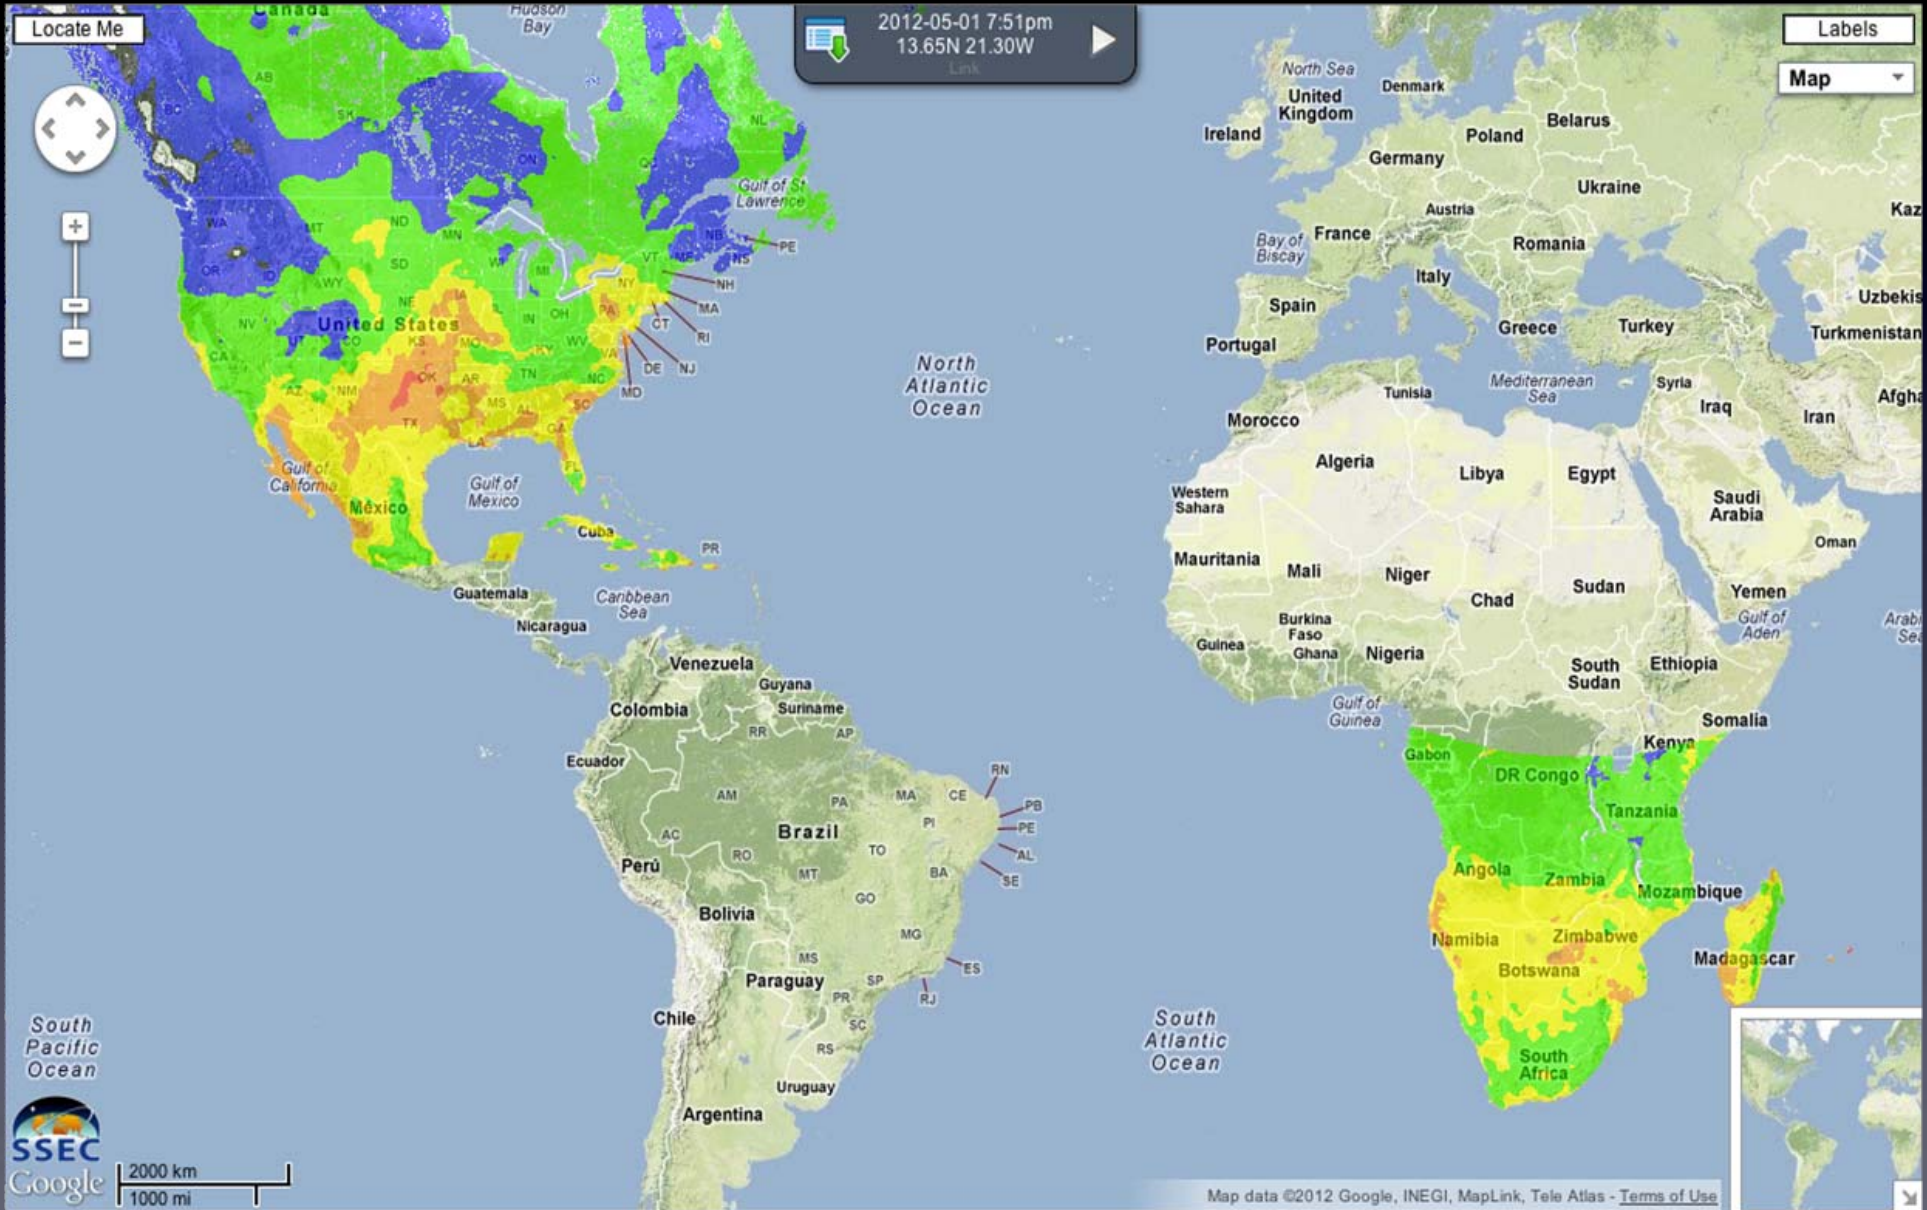 Canada
Hudson
Bay
Locate Me
2012-05-01 7:51pm
13.65N 21.30W
Link
Labels
Map
AB
SK
MB
BC
ON
QC
NL
Gulf of St
Lawrence
NB
PE
NS
ME
VT
NH
MA
RI
CT
NJ
DE
MD
WA
MT
ND
MN
OR
ID
SD
WI
MI
NY
WY
NE
IA
IL
IN
OH
PA
NV
United States
UT
CO
KS
MO
KY
WV
VA
CA
AZ
NM
OK
AR
TN
NC
MS
AL
SC
GA
TX
LA
FL
Gulf of
California
Gulf of
Mexico
México
Cuba
PR
Guatemala
Caribbean
Sea
Nicaragua
North
Atlantic
Ocean
North Sea
Denmark
United
Kingdom
Ireland
Belarus
Poland
Germany
Ukraine
Austria
Kaz
France
Bay of
Biscay
Romania
Italy
Spain
Uzbekis
Greece
Turkey
Turkmenistan
Portugal
Mediterranean
Sea
Tunisia
Syria
Afgha
Iraq
Iran
Morocco
Algeria
Libya
Egypt
Western
Sahara
Saudi
Arabia
Oman
Mauritania
Mali
Niger
Chad
Sudan
Yemen
Gulf of
Aden
Arabi
Sea
Burkina
Faso
Guinea
Ghana
Nigeria
South
Sudan
Ethiopia
Gulf of
Guinea
Somalia
Kenya
Gabon
DR Congo
Tanzania
Angola
Zambia
Mozambique
Namibia
Zimbabwe
Botswana
Madagascar
South
Africa
Venezuela
Guyana
Suriname
Colombia
RR
AP
Ecuador
RN
AM
PA
MA
CE
PB
PI
PE
Brazil
AC
RO
TO
AL
Perú
MT
BA
SE
GO
Bolivia
MG
MS
ES
Paraguay
SP
PR
RJ
Chile
SC
RS
Uruguay
Argentina
South
Pacific
Ocean
South
Atlantic
Ocean
SSEC
Google
2000 km
1000 mi
Map data ©2012 Google, INEGI, MapLink, Tele Atlas - Terms of Use